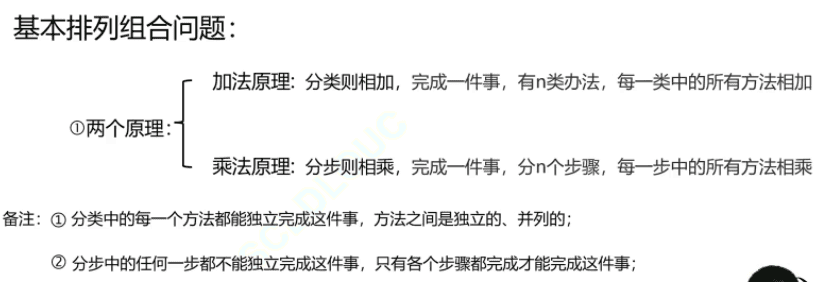 基本排列组合问题：
加法原理：分类则相加，完成一件事，有n类办法，每一类中的所有方法相加
①两个原理：
乘法原理：分步则相乘，完成一件事，分n个步骤，每一步中的所有方法相乘
备注：① 分类中的每一个方法都能独立完成这件事，方法之间是独立的、并列的；
② 分步中的任何一步都不能独立完成这件事，只有各个步骤都完成才能完成这件事；